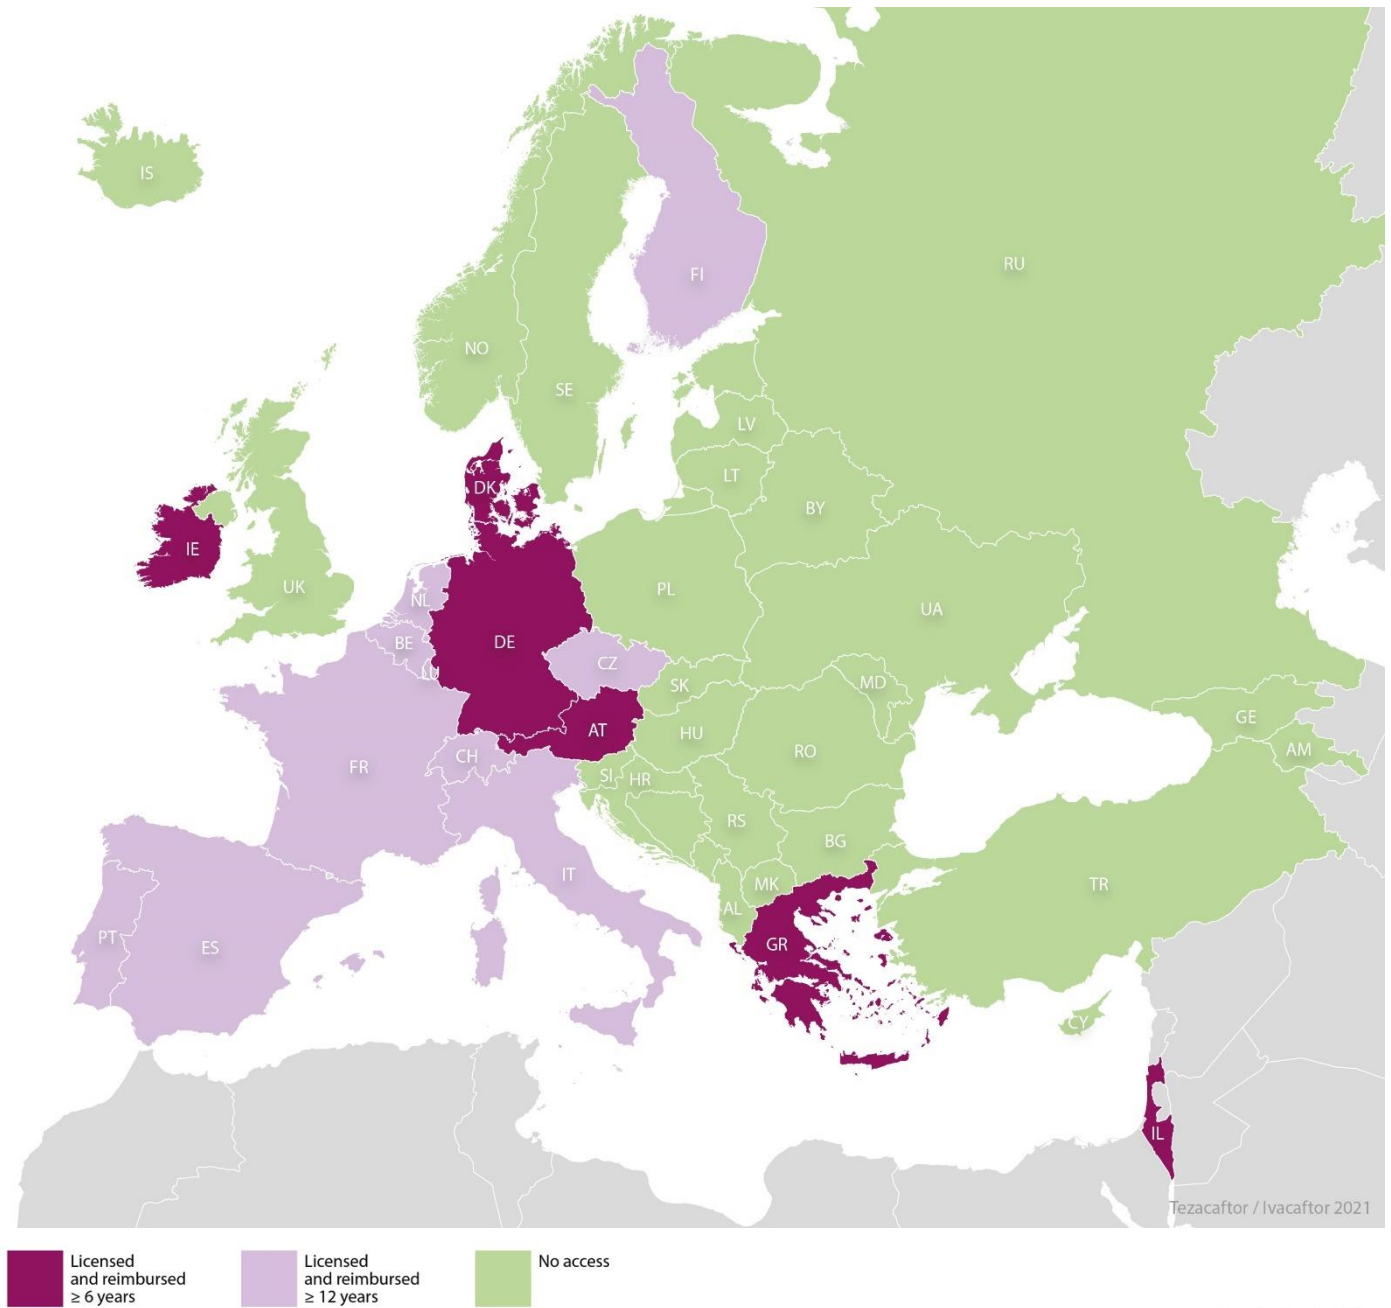 IS
RU
FI
NO
SE
LV
LT
DK
BY
IE
UK
PL
NL
UA
BE
DE
CZ
LU
SK
MD
GE
AT
HU
AM
RO
CH
FR
SI
HR
RS
BG
IT
MK
TR
AL
PT
ES
GR
CY
IL
Tezacaftor / Ivacaftor 2021
Licensed
and reimbursed
≥ 6 years
Licensed
and reimbursed
≥ 12 years
No access